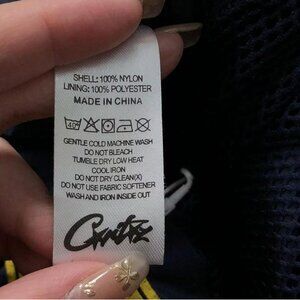 SHELL: 100% NYLON
LINING: 100% POLYESTER
MADE IN CHINA
GENTLE COLD MACHINE WASH
DO NOT BLEACH
TUMBLE DRY LOW HEAT
COOL IRON
DO NOT DRY CLEAN(X)
DO NOT USE FABRIC SOFTENER
WASH AND IRON INSIDE OUT